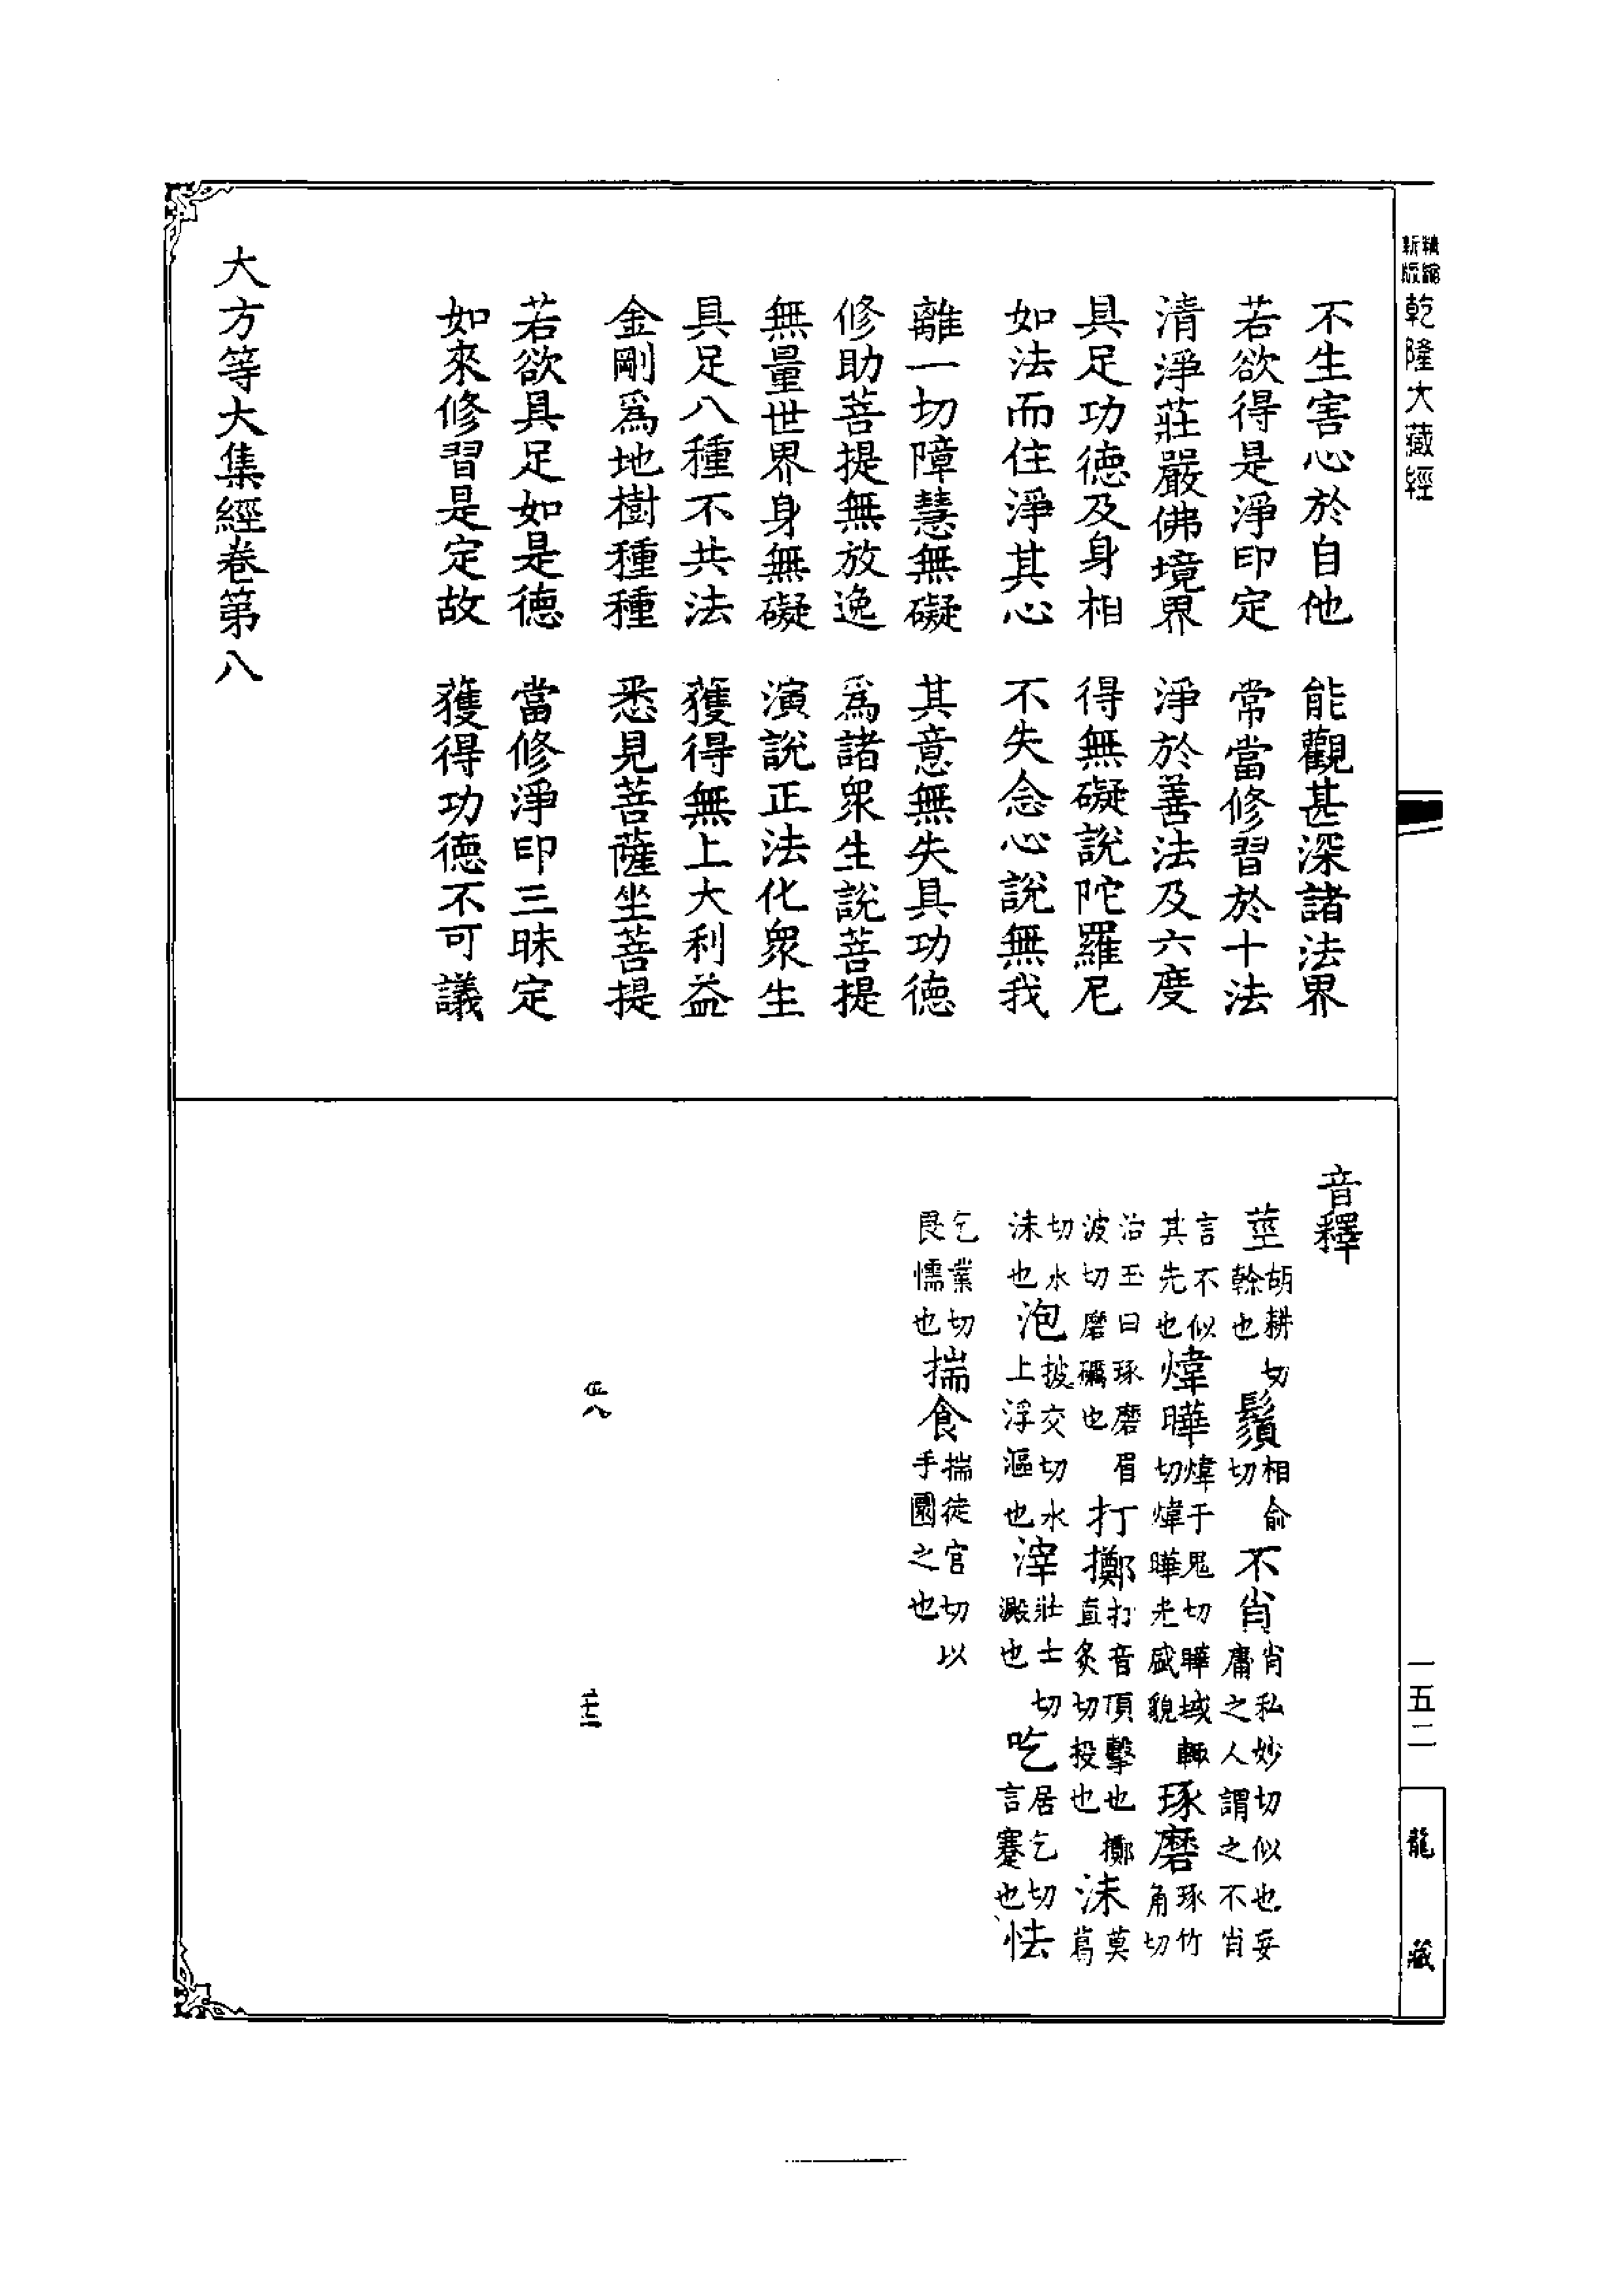 精縮新版乾隆大藏經
不生害心於自他　能觀甚深諸法界
若欲得是淨印定　常當修習於十法
清淨莊嚴佛境界　淨於善法及六度
具足功德及身相　得無礙說陀羅尼
如法而住淨其心　不失念心說無我
離一切障慧無礙　其意無失具功德
修助菩提無放逸　爲諸衆生說菩提
無量世界身無礙　演說正法化衆生
具足八種不共法　獲得無上大利益
金剛爲地樹種種　悉見菩薩坐菩提
若欲具足如是德　當修淨印三昧定
如來修習是定故　獲得功德不可議
大方等大集經卷第八
音釋
莖胡耕切榦也　鬚相俞切　不肖肖私妙切似也妄庸之人謂之不肖
言不似其先也　煒曄煒于鬼切曄域輒切煒曄光盛貌　琢磨琢竹角切
治玉曰琢磨眉波切磨礪也　打擲打音頂擊也擲直炙切投也　沫莫葛
切水沫也　泡披交切水上浮漚也　滓壯士切澱也　吃居乞切言蹇也　怯
乞業切畏懦也　揣食揣徒官切以手團之也
八
一五二
龍藏